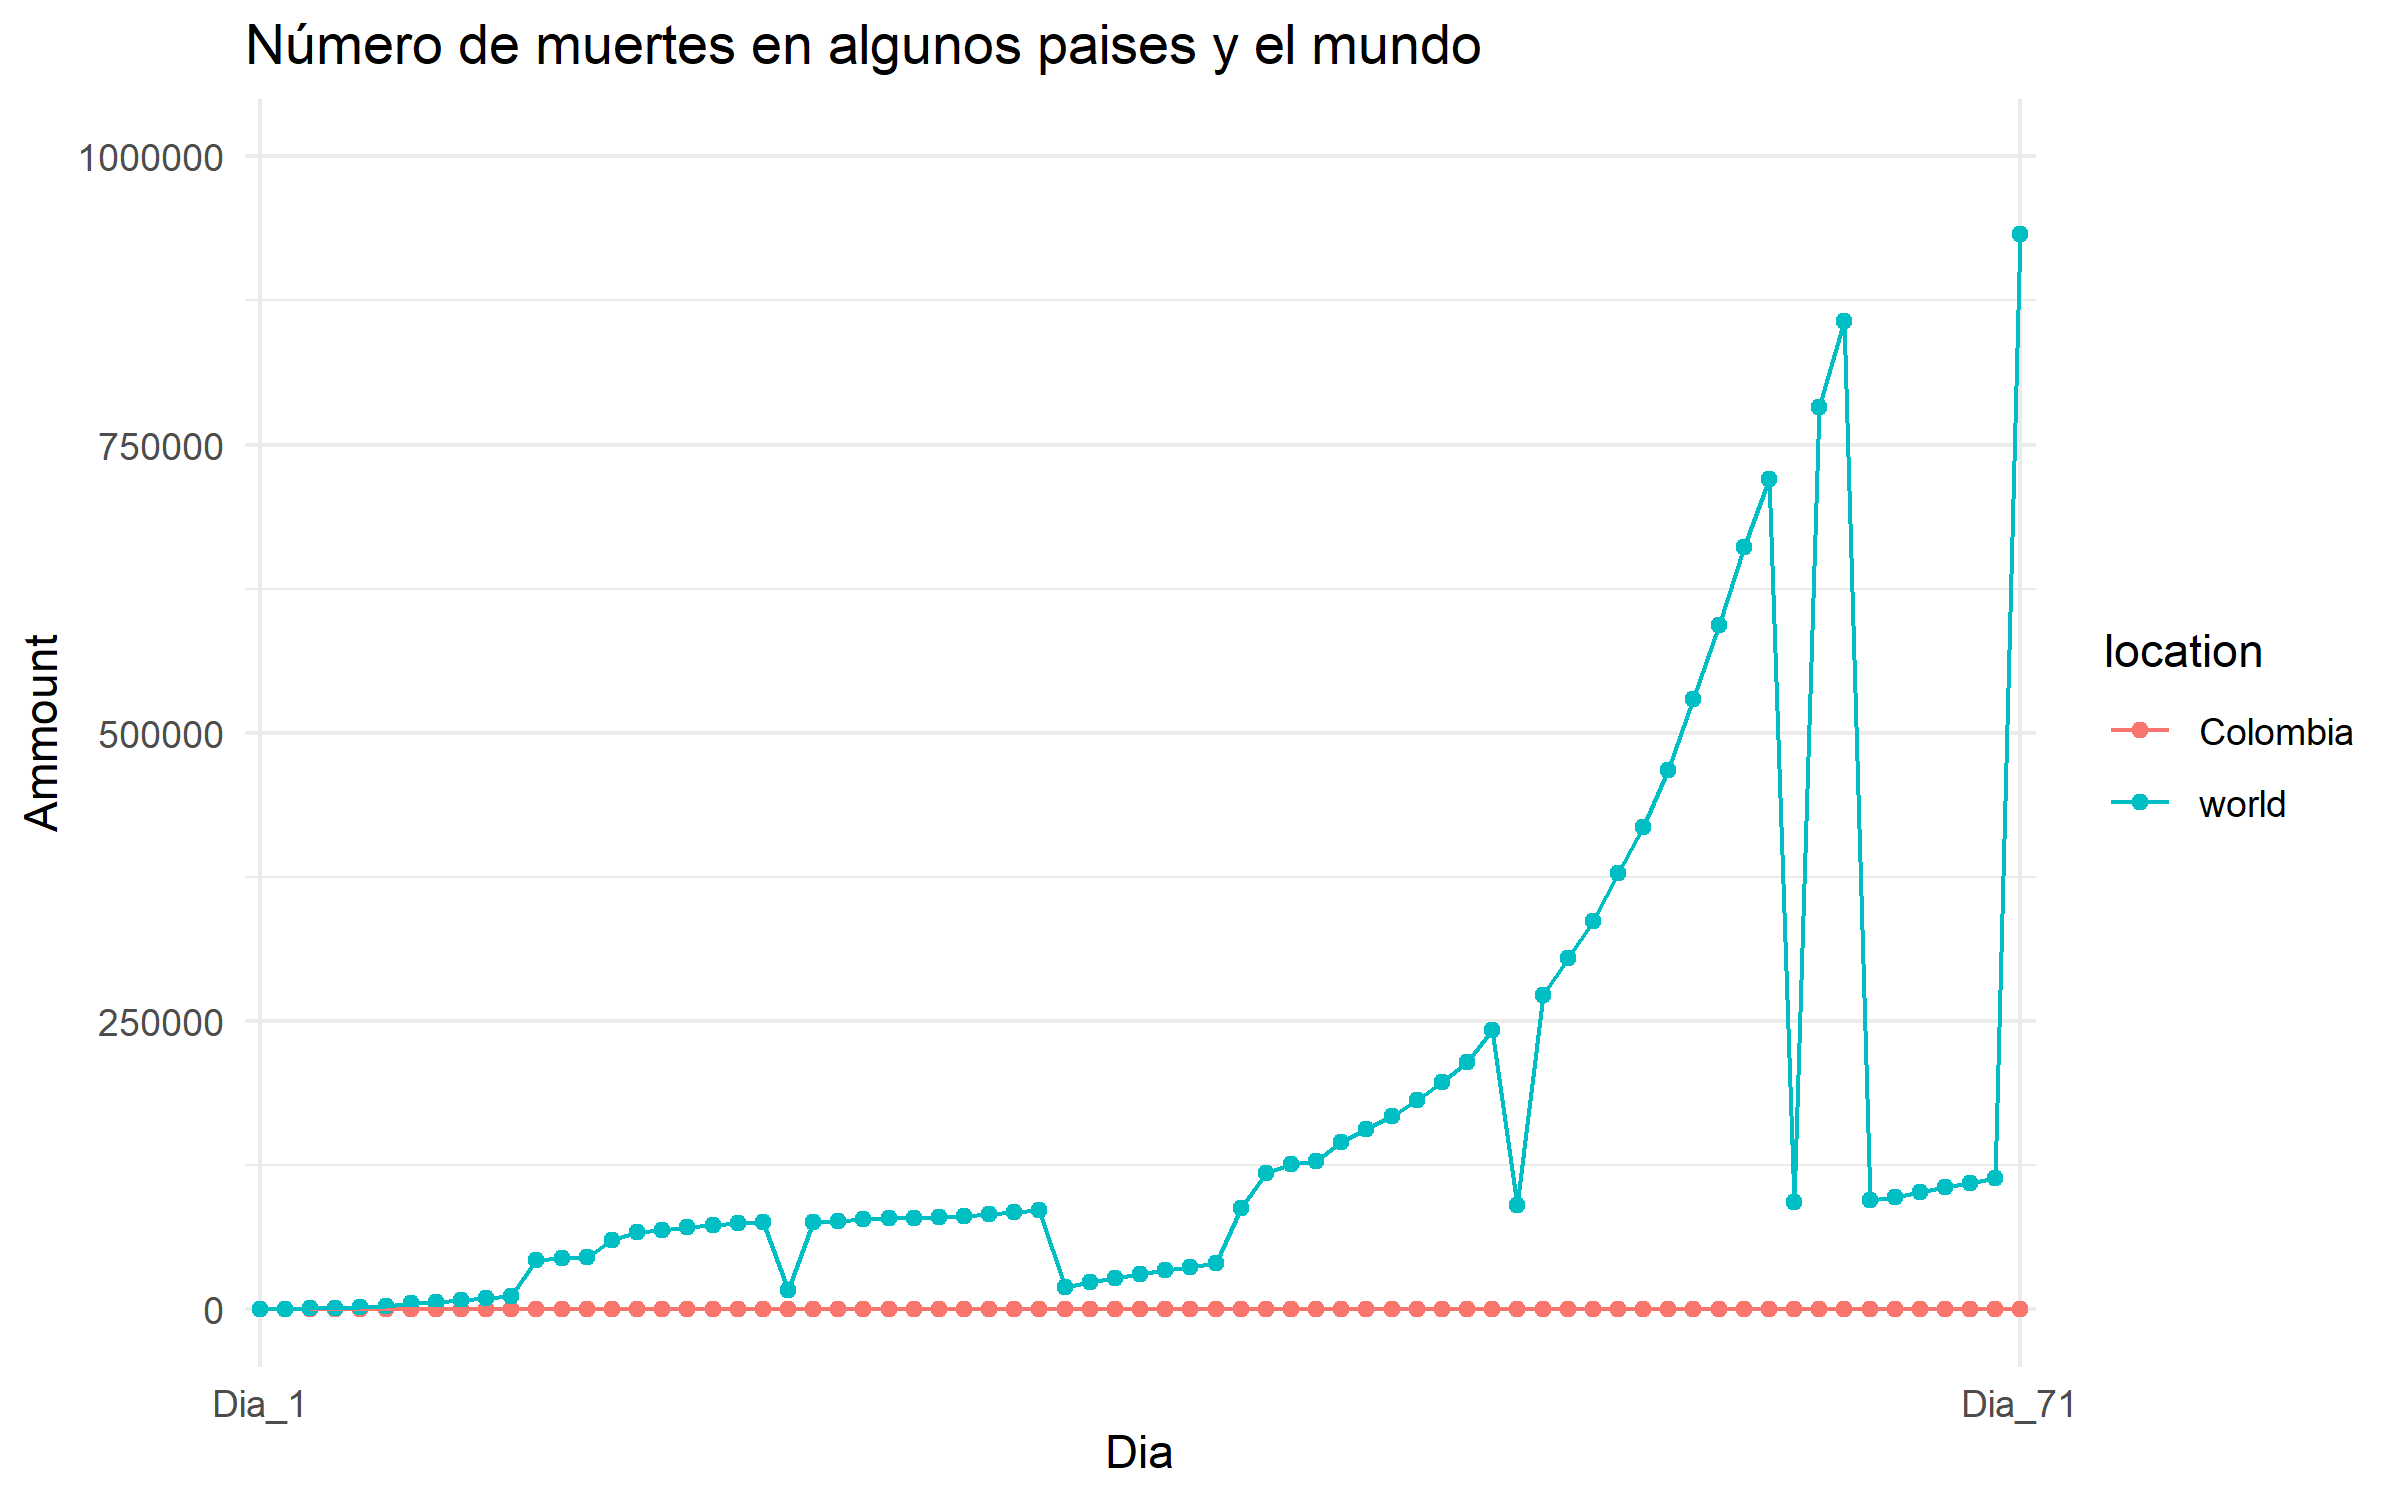 Número de muertes en algunos paises y el mundo
1000000
750000
500000
250000
0
Ammount
Dia_1
Dia_71
Dia
location
Colombia
world